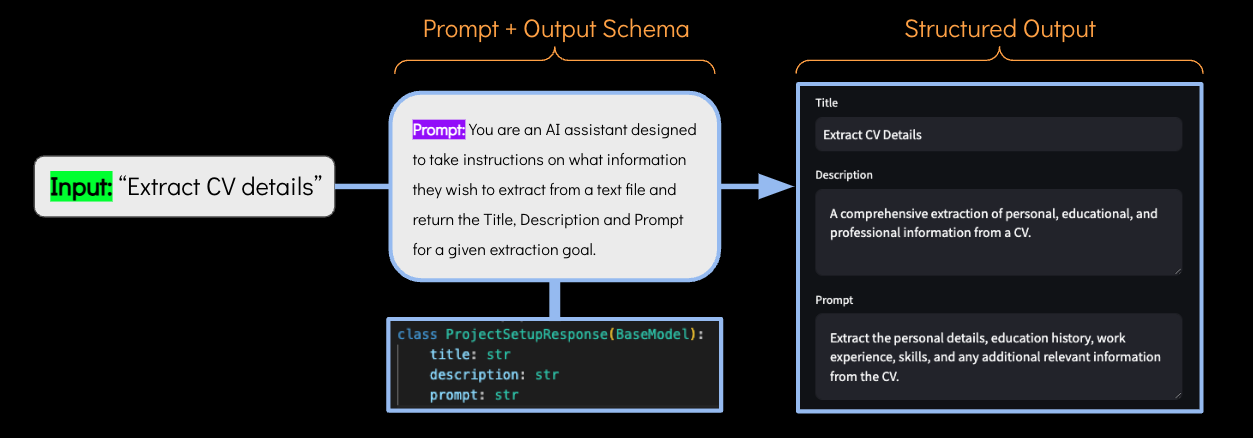 Prompt + Output Schema
Structured Output
Input: “Extract CV details”
Prompt: You are an AI assistant designed
to take instructions on what information
they wish to extract from a text file and
return the Title, Description and Prompt
for a given extraction goal.
class ProjectSetupResponse(BaseModel):
title: str
description: str
prompt: str
Title
Extract CV Details
Description
A comprehensive extraction of personal, educational, and
professional information from a CV.
Prompt
Extract the personal details, education history, work
experience, skills, and any additional relevant information
from the CV.